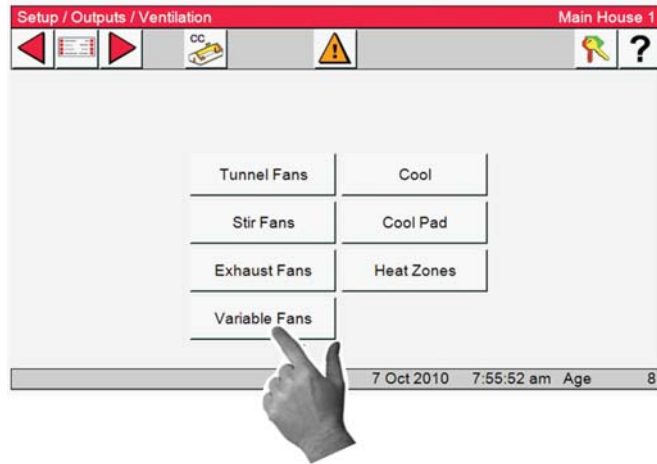 Setup / Outputs / Ventilation Main House 1
CC ?
Tunnel Fans Cool
Stir Fans Cool Pad
Exhaust Fans Heat Zones
Variable Fans
7 Oct 2010 7:55:52 am Age 8